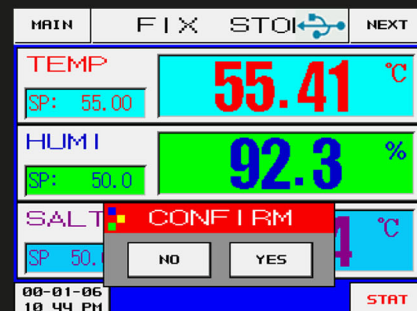 MAIN
FIX STO
NEXT
TEMP
SP: 55.00
55.41
℃
HUMI
SP: 50.0
92.3
%
SALT
SP 50.
4
℃
CONFIRM
NO
YES
00-01-06
10 44 PM
STAT